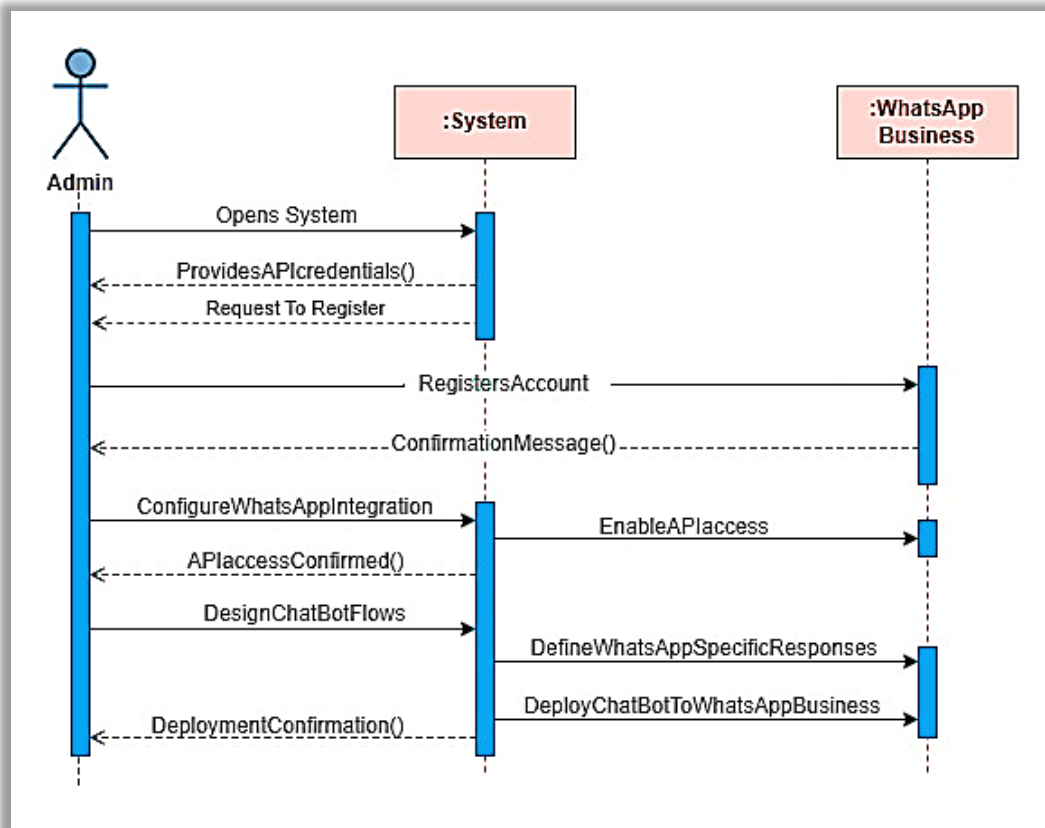 :System
:WhatsApp
Business
Admin
Opens System
ProvidesAPIcredentials()
Request To Register
RegistersAccount
ConfirmationMessage()
ConfigureWhatsAppIntegration
EnableAPIaccess
APIaccessConfirmed()
DesignChatBotFlows
DefineWhatsAppSpecificResponses
DeployChatBotToWhatsAppBusiness
DeploymentConfirmation()